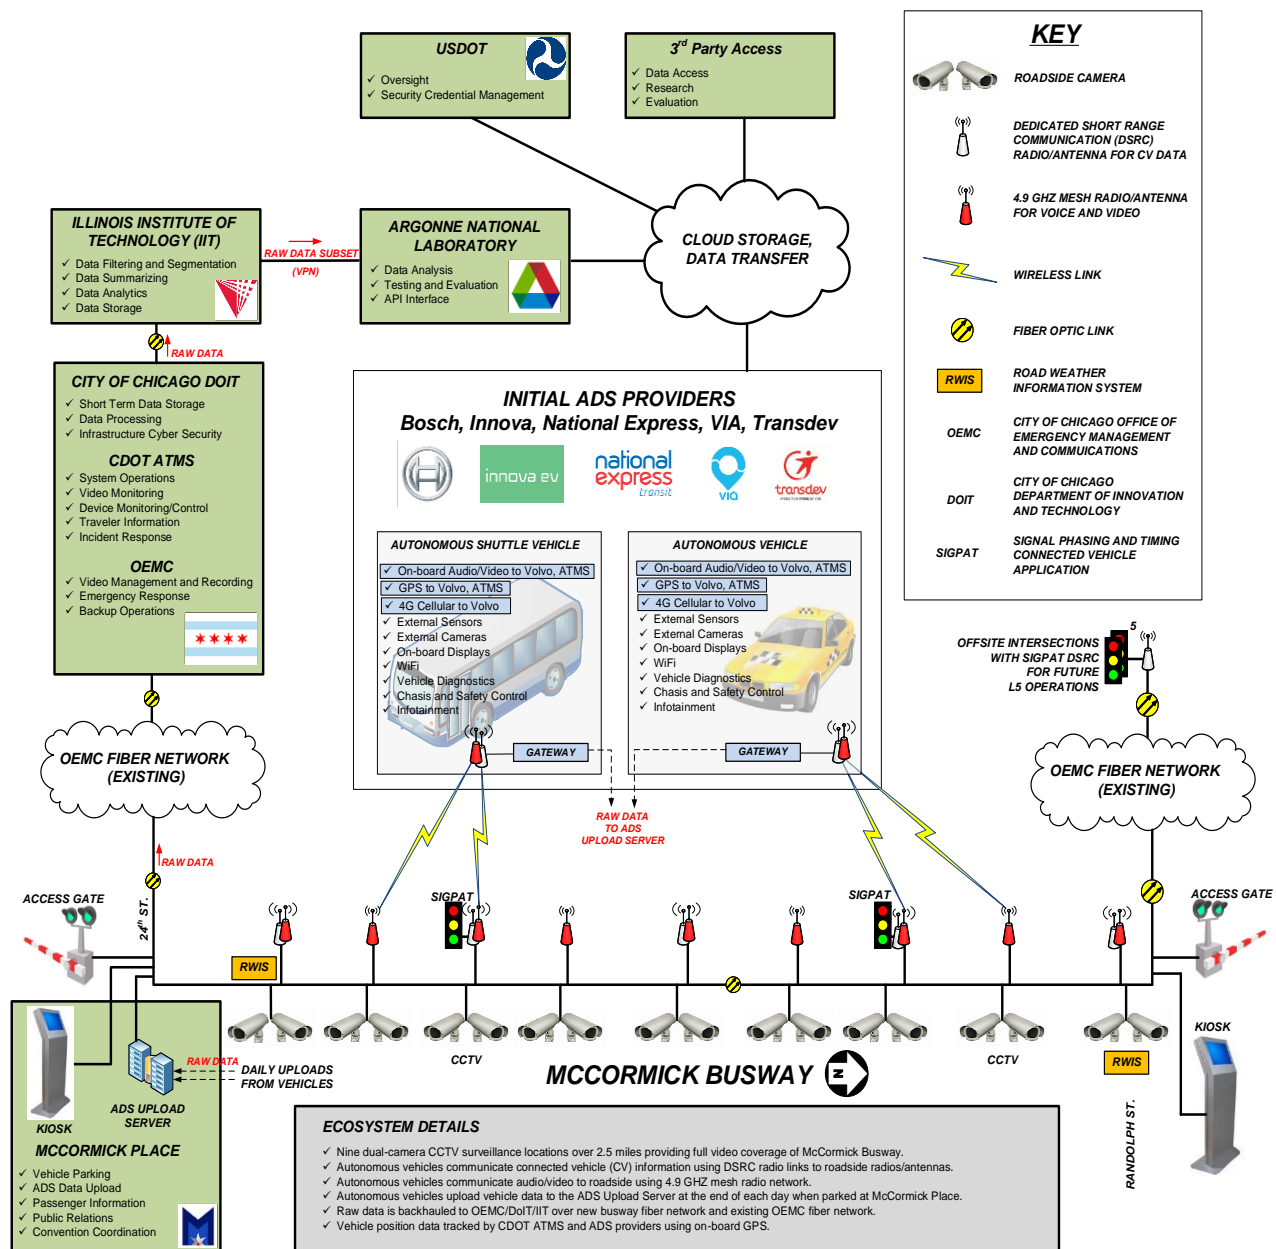 USDOT
✓ Oversight
✓ Security Credential Management
3rd Party Access
✓ Data Access
✓ Research
✓ Evaluation
KEY
ROADSIDE CAMERA
DEDICATED SHORT RANGE
COMMUNICATION (DSRC)
RADIO/ANTENNA FOR CV DATA
4.9 GHZ MESH RADIO/ANTENNA
FOR VOICE AND VIDEO
WIRELESS LINK
FIBER OPTIC LINK
RWIS
ROAD WEATHER
INFORMATION SYSTEM
OEMC
CITY OF CHICAGO OFFICE OF
EMERGENCY MANAGEMENT
AND COMMUICATIONS
DOIT
CITY OF CHICAGO
DEPARTMENT OF INNOVATION
AND TECHNOLOGY
SIGPAT
SIGNAL PHASING AND TIMING
CONNECTED VEHICLE
APPLICATION
ILLINOIS INSTITUTE OF
TECHNOLOGY (IIT)
✓ Data Filtering and Segmentation
✓ Data Summarizing
✓ Data Analytics
✓ Data Storage
RAW DATA SUBSET
(VPN)
ARGONNE NATIONAL
LABORATORY
✓ Data Analysis
✓ Testing and Evaluation
✓ API Interface
CLOUD STORAGE,
DATA TRANSFER
RAW DATA
CITY OF CHICAGO DOIT
✓ Short Term Data Storage
✓ Data Processing
✓ Infrastructure Cyber Security
CDOT ATMS
✓ System Operations
✓ Video Monitoring
✓ Device Monitoring/Control
✓ Traveler Information
✓ Incident Response
OEMC
✓ Video Management and Recording
✓ Emergency Response
✓ Backup Operations
INITIAL ADS PROVIDERS
Bosch, Innova, National Express, VIA, Transdev
innova ev
national
express
transit
via
transdev
AUTONOMOUS SHUTTLE VEHICLE
✓ On-board Audio/Video to Volvo, ATMS
✓ GPS to Volvo, ATMS
✓ 4G Cellular to Volvo
✓ External Sensors
✓ External Cameras
✓ On-board Displays
✓ WiFi
✓ Vehicle Diagnostics
✓ Chasis and Safety Control
✓ Infotainment
GATEWAY
AUTONOMOUS VEHICLE
✓ On-board Audio/Video to Volvo, ATMS
✓ GPS to Volvo, ATMS
✓ 4G Cellular to Volvo
✓ External Sensors
✓ External Cameras
✓ On-board Displays
✓ WiFi
✓ Vehicle Diagnostics
✓ Chasis and Safety Control
✓ Infotainment
GATEWAY
RAW DATA
TO ADS
UPLOAD SERVER
5
OFFSITE INTERSECTIONS
WITH SIGPAT DSRC
FOR FUTURE
L5 OPERATIONS
OEMC FIBER NETWORK
(EXISTING)
OEMC FIBER NETWORK
(EXISTING)
RAW DATA
ACCESS GATE
24th ST.
SIGPAT
SIGPAT
ACCESS GATE
RWIS
CCTV
CCTV
RWIS
KIOSK
RANDOLPH ST.
MCCORMICK BUSWAY
N
RAW DATA
DAILY UPLOADS
FROM VEHICLES
KIOSK
ADS UPLOAD
SERVER
MCCORMICK PLACE
✓ Vehicle Parking
✓ ADS Data Upload
✓ Passenger Information
✓ Public Relations
✓ Convention Coordination
ECOSYSTEM DETAILS
✓ Nine dual-camera CCTV surveillance locations over 2.5 miles providing full video coverage of McCormick Busway.
✓ Autonomous vehicles communicate connected vehicle (CV) information using DSRC radio links to roadside radios/antennas.
✓ Autonomous vehicles communicate audio/video to roadside using 4.9 GHZ mesh radio network.
✓ Autonomous vehicles upload vehicle data to the ADS Upload Server at the end of each day when parked at McCormick Place.
✓ Raw data is backhauled to OEMC/DoIT/IIT over new busway fiber network and existing OEMC fiber network.
✓ Vehicle position data tracked by CDOT ATMS and ADS providers using on-board GPS.